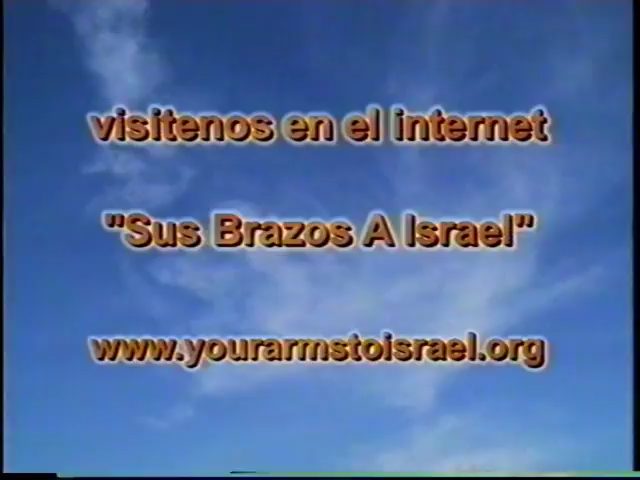 visitenos en el internet
"Sus Brazos A Israel"
www.yourarmstoisrael.org